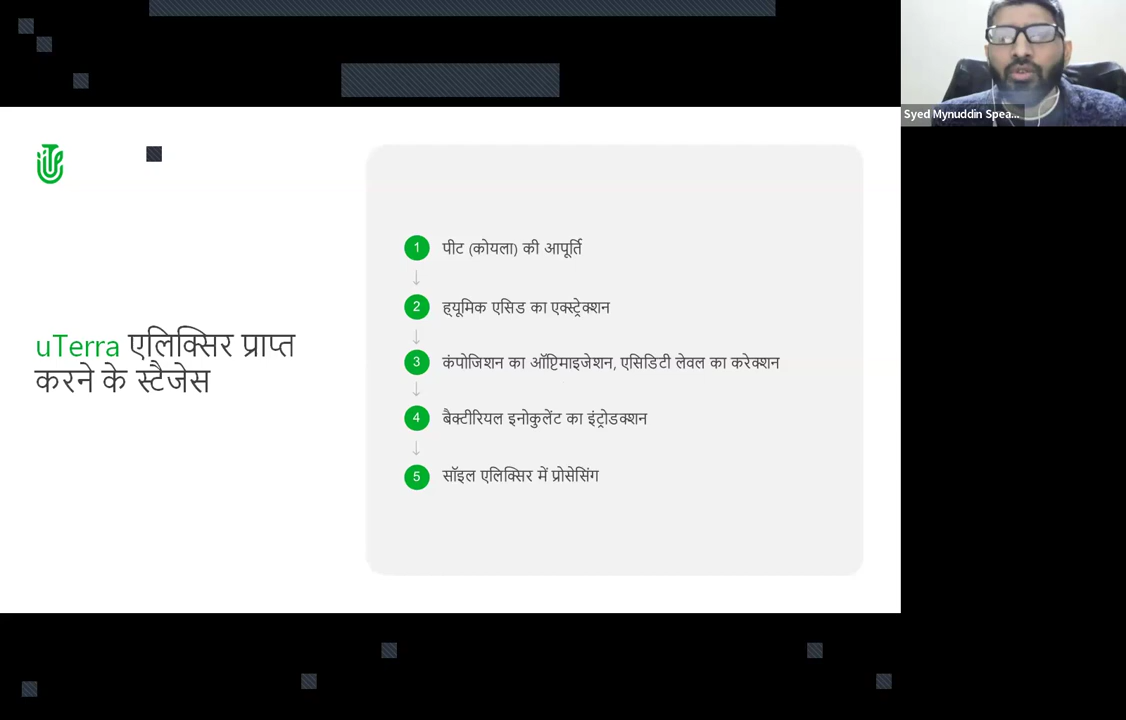 Syed Mynuddin Spea...
uTerra एलिक्सिर प्राप्त
करने के स्टैजेस
1 पीट (कोयला) की आपूर्ति
2 ह्यूमिक एसिड का एक्स्ट्रेक्शन
3 कंपोजिशन का ऑप्टिमाइजेशन, एसिडिटी लेवल का करेक्शन
4 बैक्टीरियल इनोकुलेंट का इंट्रोडक्शन
5 सॉइल एलिक्सिर में प्रोसेसिंग